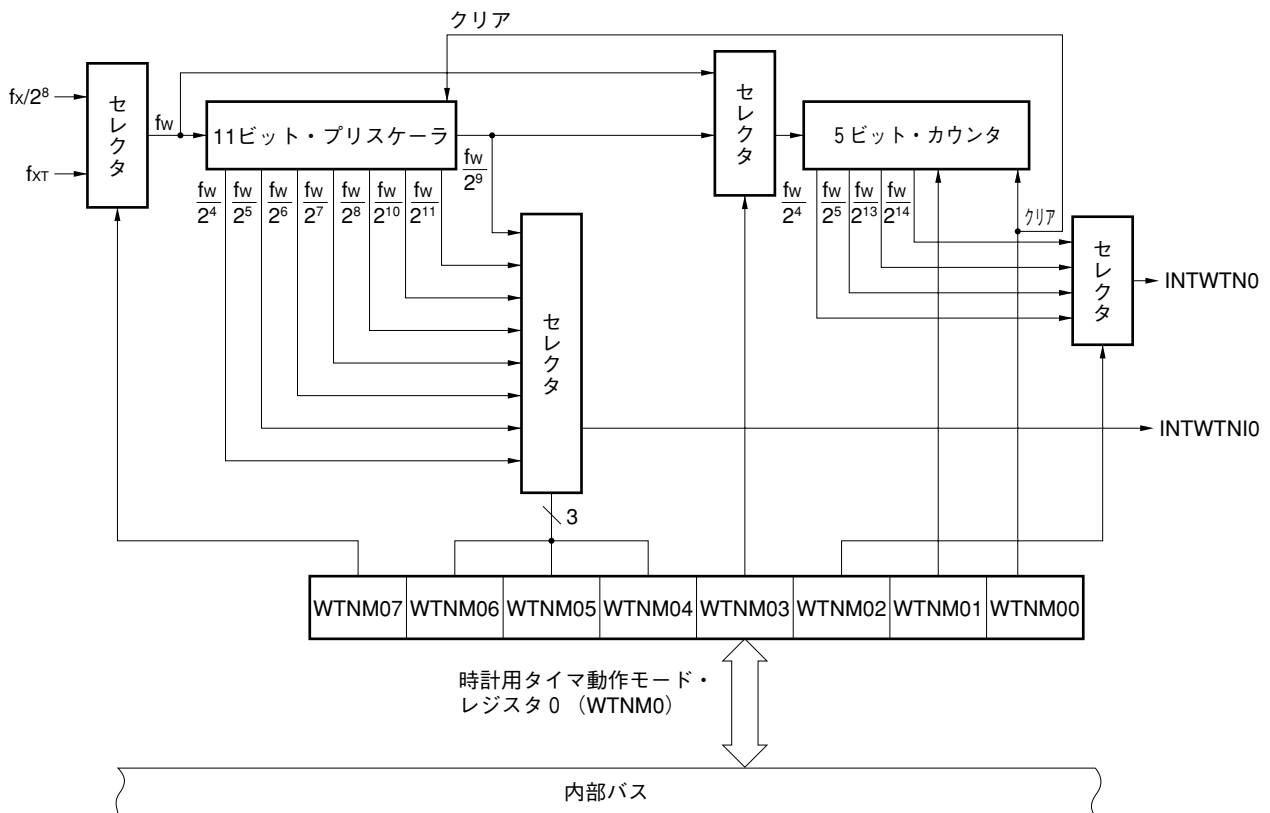 クリア
fX/2⁸
fXT
セレクタ
fW
11ビット・プリスケーラ
fW/2⁴
fW/2⁵
fW/2⁶
fW/2⁷
fW/2⁸
fW/2¹⁰
fW/2¹¹
fW/2⁹
セレクタ
セレクタ
5ビット・カウンタ
fW/2⁴
fW/2⁵
fW/2¹³
fW/2¹⁴
クリア
セレクタ
INTWTN0
INTWTNI0
3
WTNM07 WTNM06 WTNM05 WTNM04 WTNM03 WTNM02 WTNM01 WTNM00
時計用タイマ動作モード・
レジスタ0 (WTNM0)
内部バス